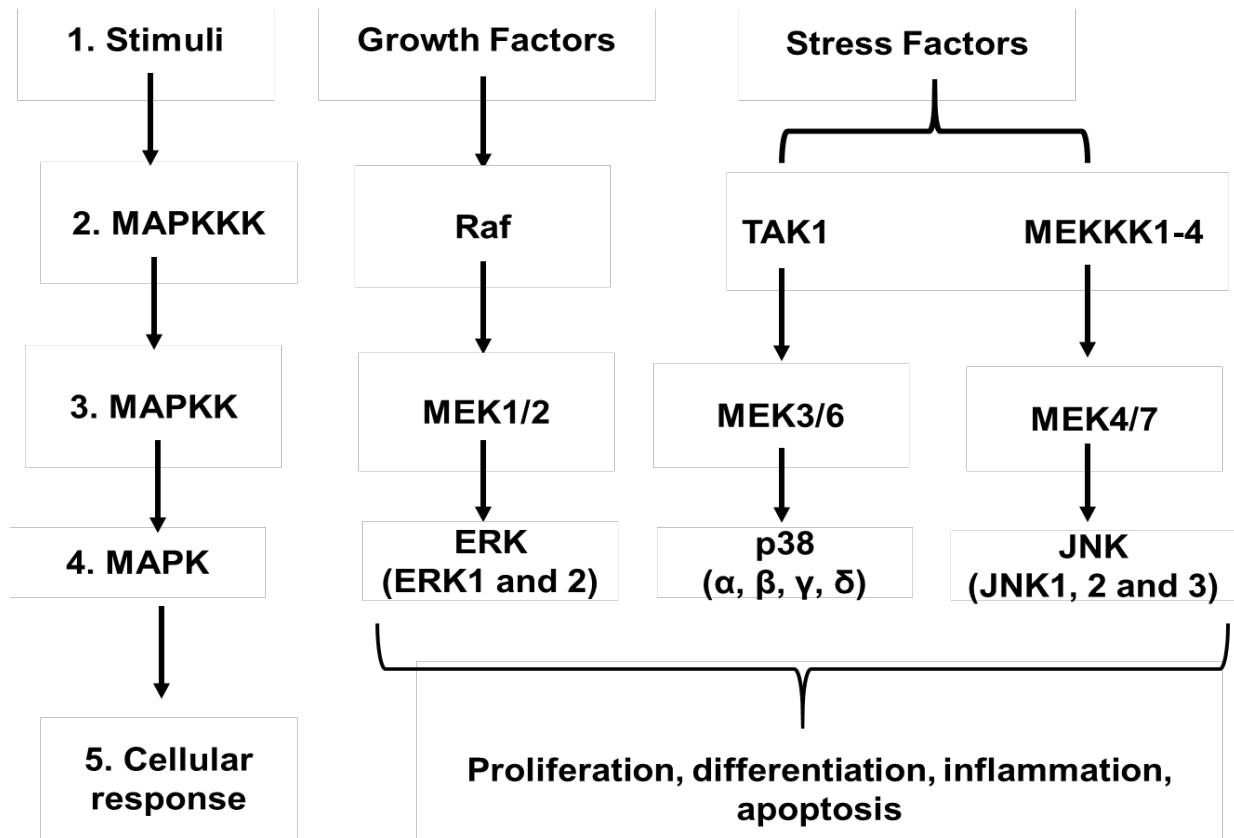 1. Stimuli
Growth Factors
Stress Factors
2. MAPKKK
Raf
TAK1
MEKKK1-4
3. MAPKK
MEK1/2
MEK3/6
MEK4/7
4. MAPK
ERK
(ERK1 and 2)
p38
(α, β, γ, δ)
JNK
(JNK1, 2 and 3)
5. Cellular
response
Proliferation, differentiation, inflammation,
apoptosis